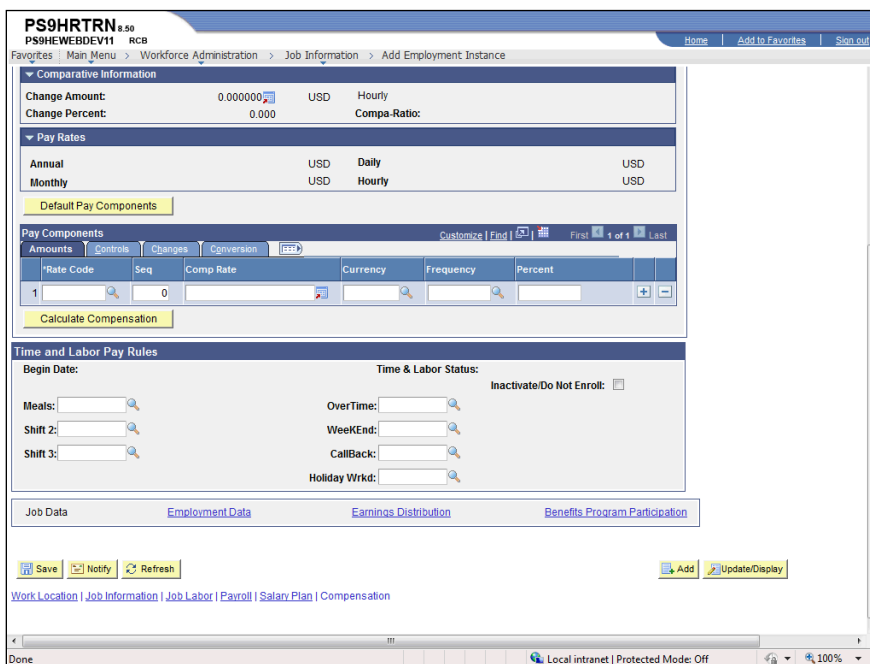 PS9HRTRN 8.50
PS9HEWEBDEV11 RCB
Home | Add to Favorites | Sign out
Favorites | Main Menu > Workforce Administration > Job Information > Add Employment Instance
Comparative Information
Change Amount: 0.000000 USD Hourly
Change Percent: 0.000 Compa-Ratio:
Pay Rates
Annual USD Daily USD
Monthly USD Hourly USD
Default Pay Components
Pay Components Customize | Find | First 1 of 1 Last
Amounts Controls Changes Conversion
*Rate Code Seq Comp Rate Currency Frequency Percent
1 0
Calculate Compensation
Time and Labor Pay Rules
Begin Date: Time & Labor Status:
Inactivate/Do Not Enroll:
Meals: OverTime:
Shift 2: WeeKEnd:
Shift 3: CallBack:
Holiday Wrkd:
Job Data Employment Data Earnings Distribution Benefits Program Participation
Save Notify Refresh Add Update/Display
Work Location | Job Information | Job Labor | Payroll | Salary Plan | Compensation
Done Local intranet | Protected Mode: Off 100%